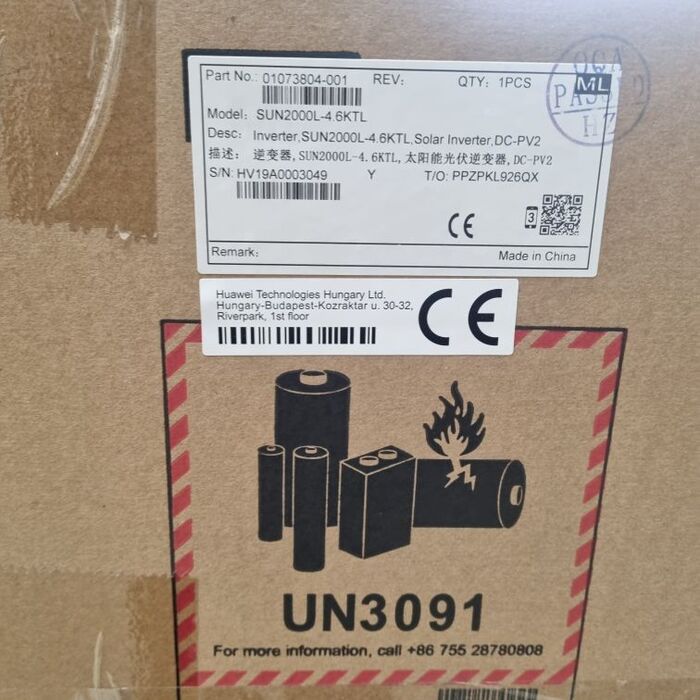 Part No.: 01073804-001 REV: QTY: 1PCS
Model: SUN2000L-4.6KTL
Desc: Inverter,SUN2000L-4.6KTL,Solar Inverter,DC-PV2
描述: 逆变器,SUN2000L-4.6KTL,太阳能光伏逆变器,DC-PV2
S/N: HV19A0003049 Y T/O: PPZPKL926QX
CE
3
Remark: Made in China
OQA
ML
PASS
HZ
Huawei Technologies Hungary Ltd.
Hungary-Budapest-Kozraktar u. 30-32,
Riverpark, 1st floor
CE
UN3091
For more information, call +86 755 28780808